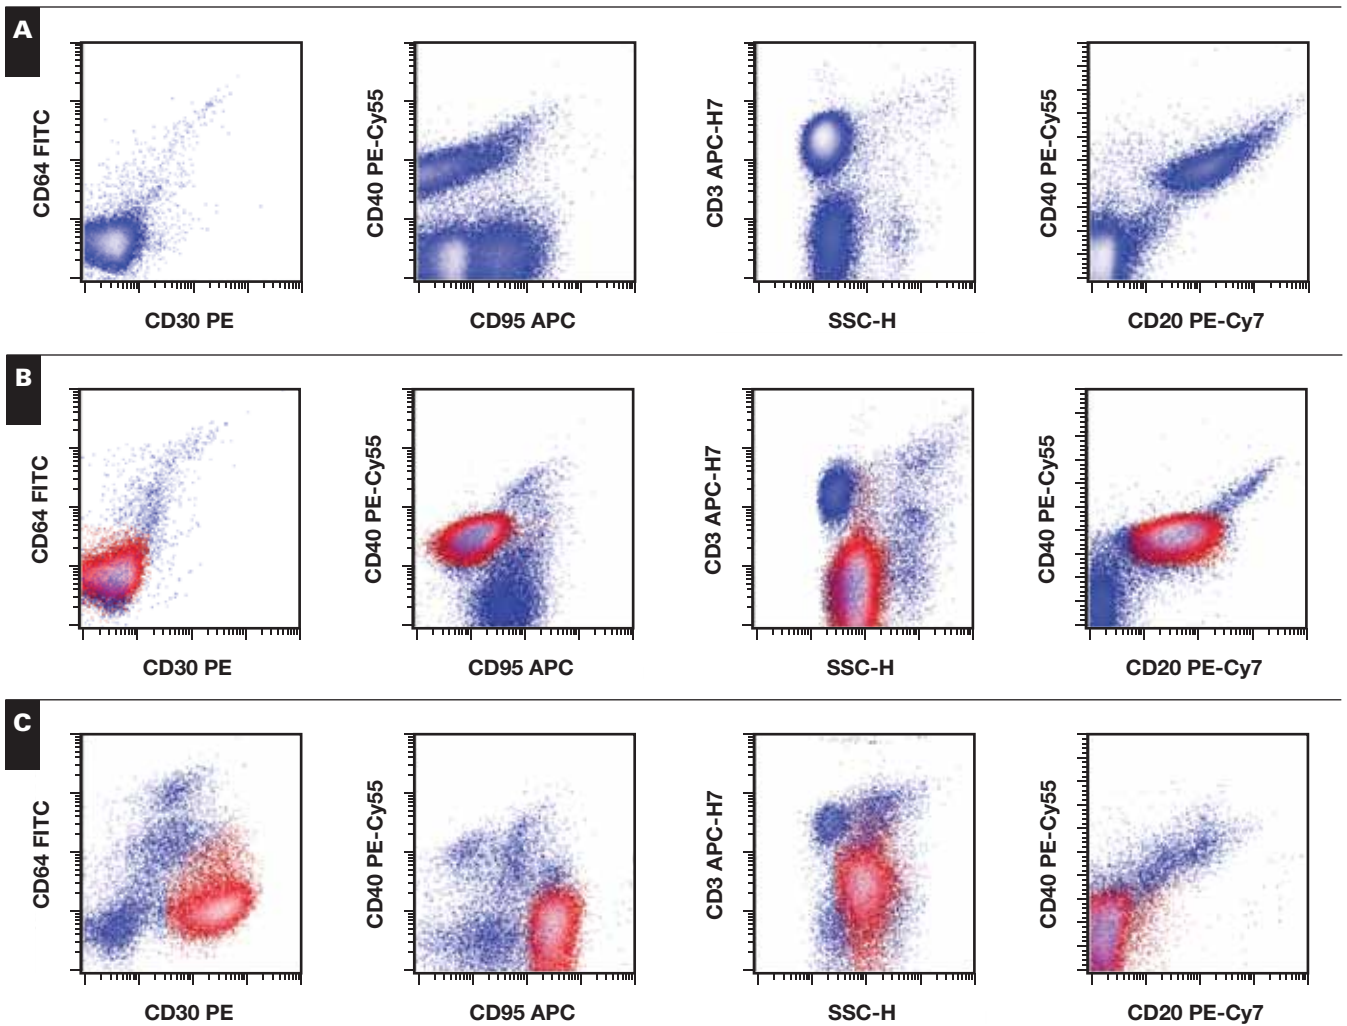 A
CD64 FITC
CD30 PE
CD40 PE-Cy55
CD95 APC
CD3 APC-H7
SSC-H
CD40 PE-Cy55
CD20 PE-Cy7
B
CD64 FITC
CD30 PE
CD40 PE-Cy55
CD95 APC
CD3 APC-H7
SSC-H
CD40 PE-Cy55
CD20 PE-Cy7
C
CD64 FITC
CD30 PE
CD40 PE-Cy55
CD95 APC
CD3 APC-H7
SSC-H
CD40 PE-Cy55
CD20 PE-Cy7